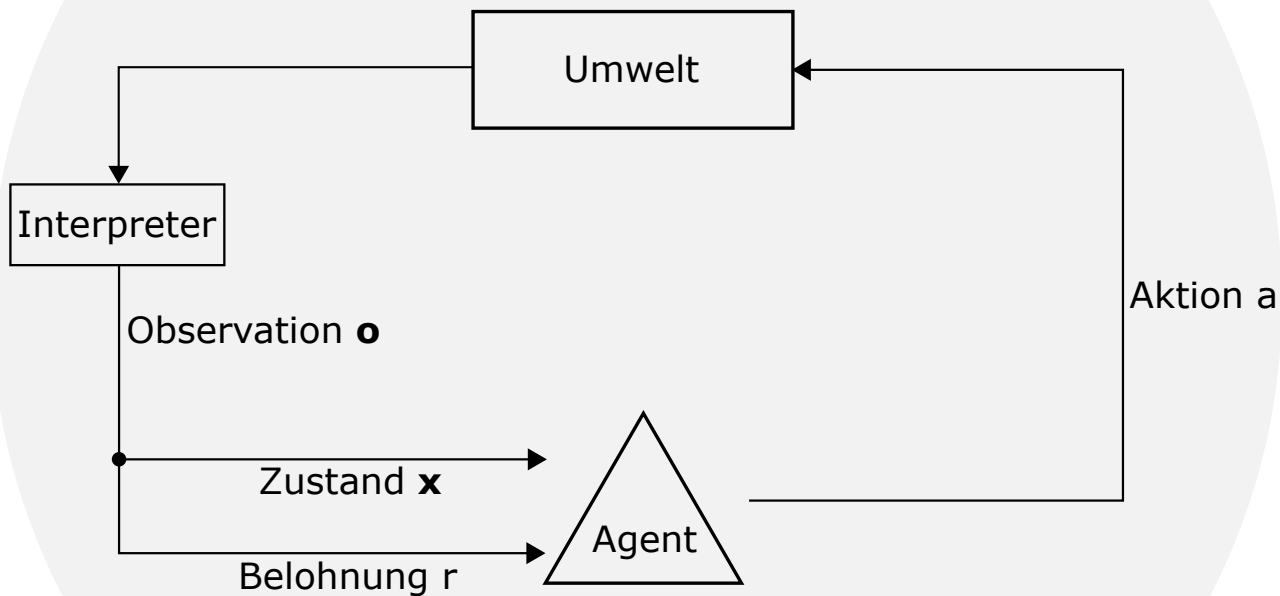 Umwelt
Interpreter
Aktion a
Observation o
Zustand x
Agent
Belohnung r